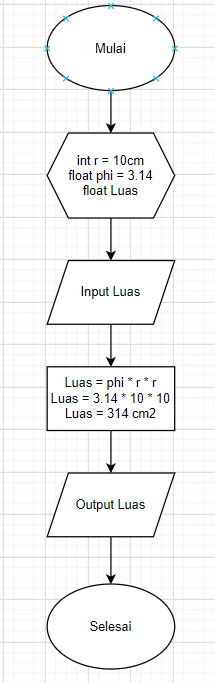 Mulai
int r = 10cm
float phi = 3.14
float Luas
Input Luas
Luas = phi * r * r
Luas = 3.14 * 10 * 10
Luas = 314 cm2
Output Luas
Selesai